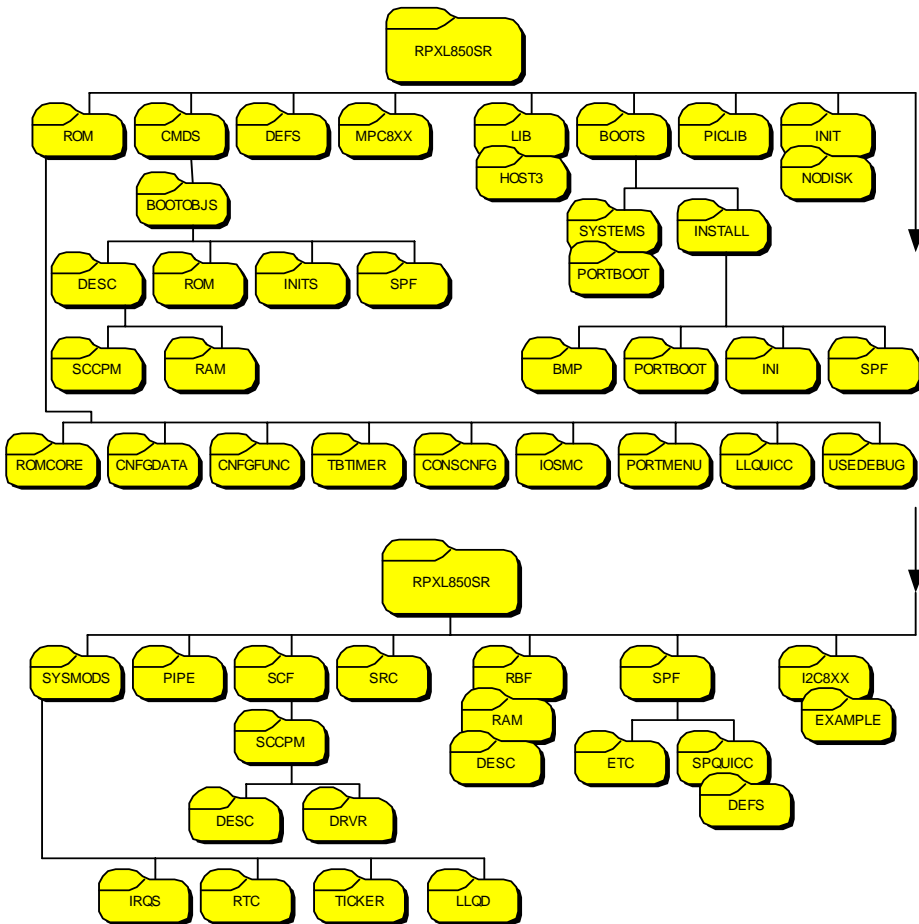 RPXL850SR
ROM
CMDS
DEFS
MPC8XX
LIB
BOOTS
PICLIB
INIT
HOST3
NODISK
BOOTOBJS
SYSTEMS
INSTALL
PORTBOOT
DESC
ROM
INITS
SPF
SCCPM
RAM
BMP
PORTBOOT
INI
SPF
ROMCORE
CNFGDATA
CNFGFUNC
TBTIMER
CONSCNFG
IOSMC
PORTMENU
LLQUICC
USEDEBUG
RPXL850SR
SYSMODS
PIPE
SCF
SRC
RBF
SPF
I2C8XX
RAM
EXAMPLE
SCCPM
DESC
ETC
SPQUICC
DEFS
DESC
DRVR
IRQS
RTC
TICKER
LLQD